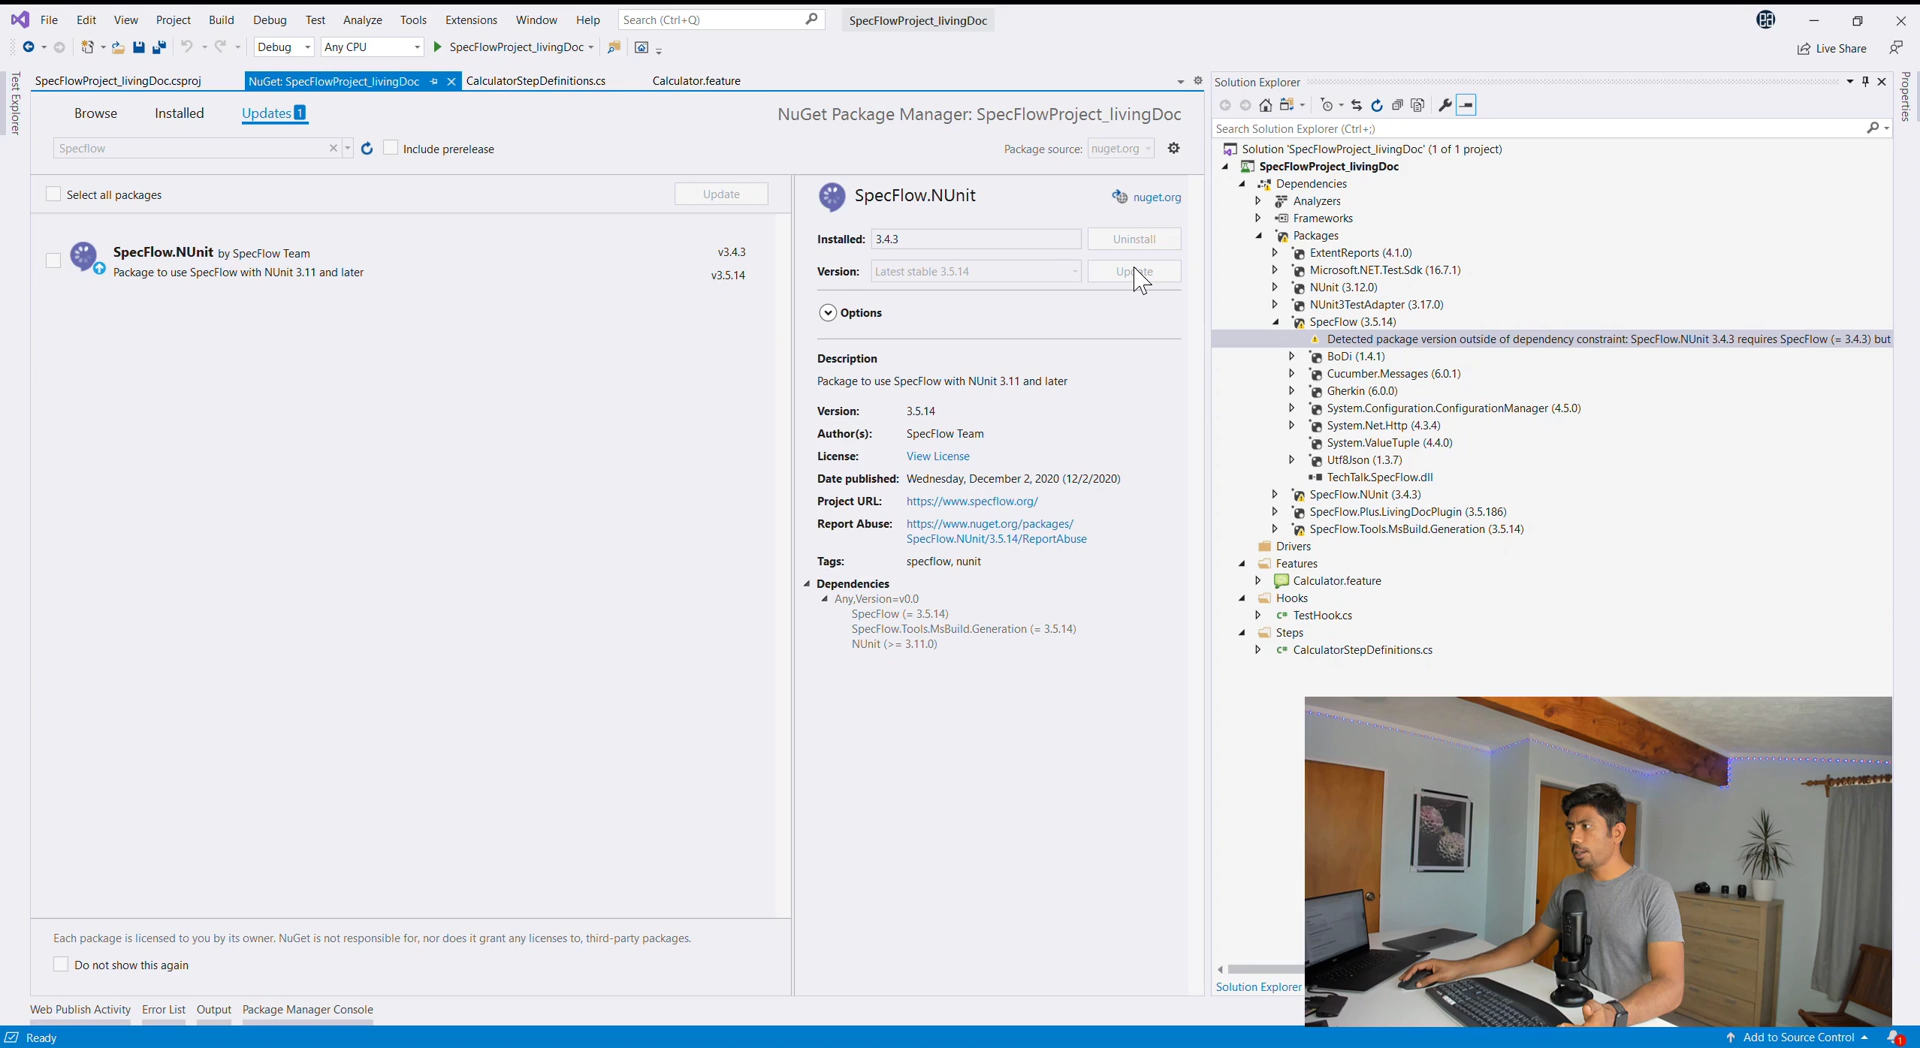 File Edit View Project Build Debug Test Analyze Tools Extensions Window Help Search (Ctrl+Q) SpecFlowProject_livingDoc
Debug Any CPU SpecFlowProject_livingDoc Live Share
Test Explorer
SpecFlowProject_livingDoc.csproj NuGet: SpecFlowProject_livingDoc CalculatorStepDefinitions.cs Calculator.feature
Browse Installed Updates 1 NuGet Package Manager: SpecFlowProject_livingDoc
Specflow Include prerelease Package source: nuget.org
Select all packages Update
SpecFlow.NUnit by SpecFlow Team v3.4.3
Package to use SpecFlow with NUnit 3.11 and later v3.5.14
SpecFlow.NUnit nuget.org
Installed: 3.4.3 Uninstall
Version: Latest stable 3.5.14 Update
Options
Description
Package to use SpecFlow with NUnit 3.11 and later
Version: 3.5.14
Author(s): SpecFlow Team
License: View License
Date published: Wednesday, December 2, 2020 (12/2/2020)
Project URL: https://www.specflow.org/
Report Abuse: https://www.nuget.org/packages/
SpecFlow.NUnit/3.5.14/ReportAbuse
Tags: specflow, nunit
Dependencies
Any,Version=v0.0
SpecFlow (= 3.5.14)
SpecFlow.Tools.MsBuild.Generation (= 3.5.14)
NUnit (>= 3.11.0)
Each package is licensed to you by its owner. NuGet is not responsible for, nor does it grant any licenses to, third-party packages.
Do not show this again
Solution Explorer
Properties
Search Solution Explorer (Ctrl+;)
Solution 'SpecFlowProject_livingDoc' (1 of 1 project)
SpecFlowProject_livingDoc
Dependencies
Analyzers
Frameworks
Packages
ExtentReports (4.1.0)
Microsoft.NET.Test.Sdk (16.7.1)
NUnit (3.12.0)
NUnit3TestAdapter (3.17.0)
SpecFlow (3.5.14)
Detected package version outside of dependency constraint: SpecFlow.NUnit 3.4.3 requires SpecFlow (= 3.4.3) but
BoDi (1.4.1)
Cucumber.Messages (6.0.1)
Gherkin (6.0.0)
System.Configuration.ConfigurationManager (4.5.0)
System.Net.Http (4.3.4)
System.ValueTuple (4.4.0)
Utf8Json (1.3.7)
TechTalk.SpecFlow.dll
SpecFlow.NUnit (3.4.3)
SpecFlow.Plus.LivingDocPlugin (3.5.186)
SpecFlow.Tools.MsBuild.Generation (3.5.14)
Drivers
Features
Calculator.feature
Hooks
C# TestHook.cs
Steps
C# CalculatorStepDefinitions.cs
Solution Explorer
Web Publish Activity Error List Output Package Manager Console
Ready Add to Source Control 1